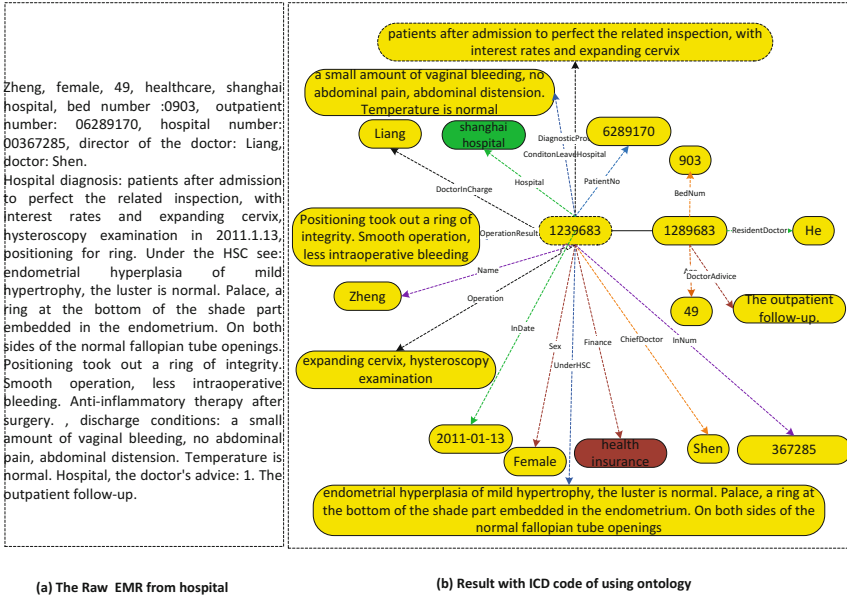 Zheng, female, 49, healthcare, shanghai
hospital, bed number :0903, outpatient
number: 06289170, hospital number:
00367285, director of the doctor: Liang,
doctor: Shen.
Hospital diagnosis: patients after admission
to perfect the related inspection, with
interest rates and expanding cervix,
hysteroscopy examination in 2011.1.13,
positioning for ring. Under the HSC see:
endometrial hyperplasia of mild
hypertrophy, the luster is normal. Palace, a
ring at the bottom of the shade part
embedded in the endometrium. On both
sides of the normal fallopian tube openings.
Positioning took out a ring of integrity.
Smooth operation, less intraoperative
bleeding. Anti-inflammatory therapy after
surgery. , discharge conditions: a small
amount of vaginal bleeding, no abdominal
pain, abdominal distension. Temperature is
normal. Hospital, the doctor's advice: 1. The
outpatient follow-up.
(a) The Raw EMR from hospital
patients after admission to perfect the related inspection, with
interest rates and expanding cervix
a small amount of vaginal bleeding, no
abdominal pain, abdominal distension.
Temperature is normal
Liang
shanghai
hospital
6289170
903
DiagnosticPro
ConditonLeaveHospital
Hospital
PatientNo
BedNum
DoctorInCharge
Positioning took out a ring of
integrity. Smooth operation,
less intraoperative bleeding
OperationResult
1239683
1289683
ResidentDoctor
He
Name
DoctorAdivice
Zheng
Operation
49
The outpatient
follow-up.
InDate
Sex
Finance
ChiefDoctor
InNum
UnderHSC
expanding cervix, hysteroscopy
examination
2011-01-13
Female
health
insurance
Shen
367285
endometrial hyperplasia of mild hypertrophy, the luster is normal. Palace, a ring at
the bottom of the shade part embedded in the endometrium. On both sides of the
normal fallopian tube openings
(b) Result with ICD code of using ontology